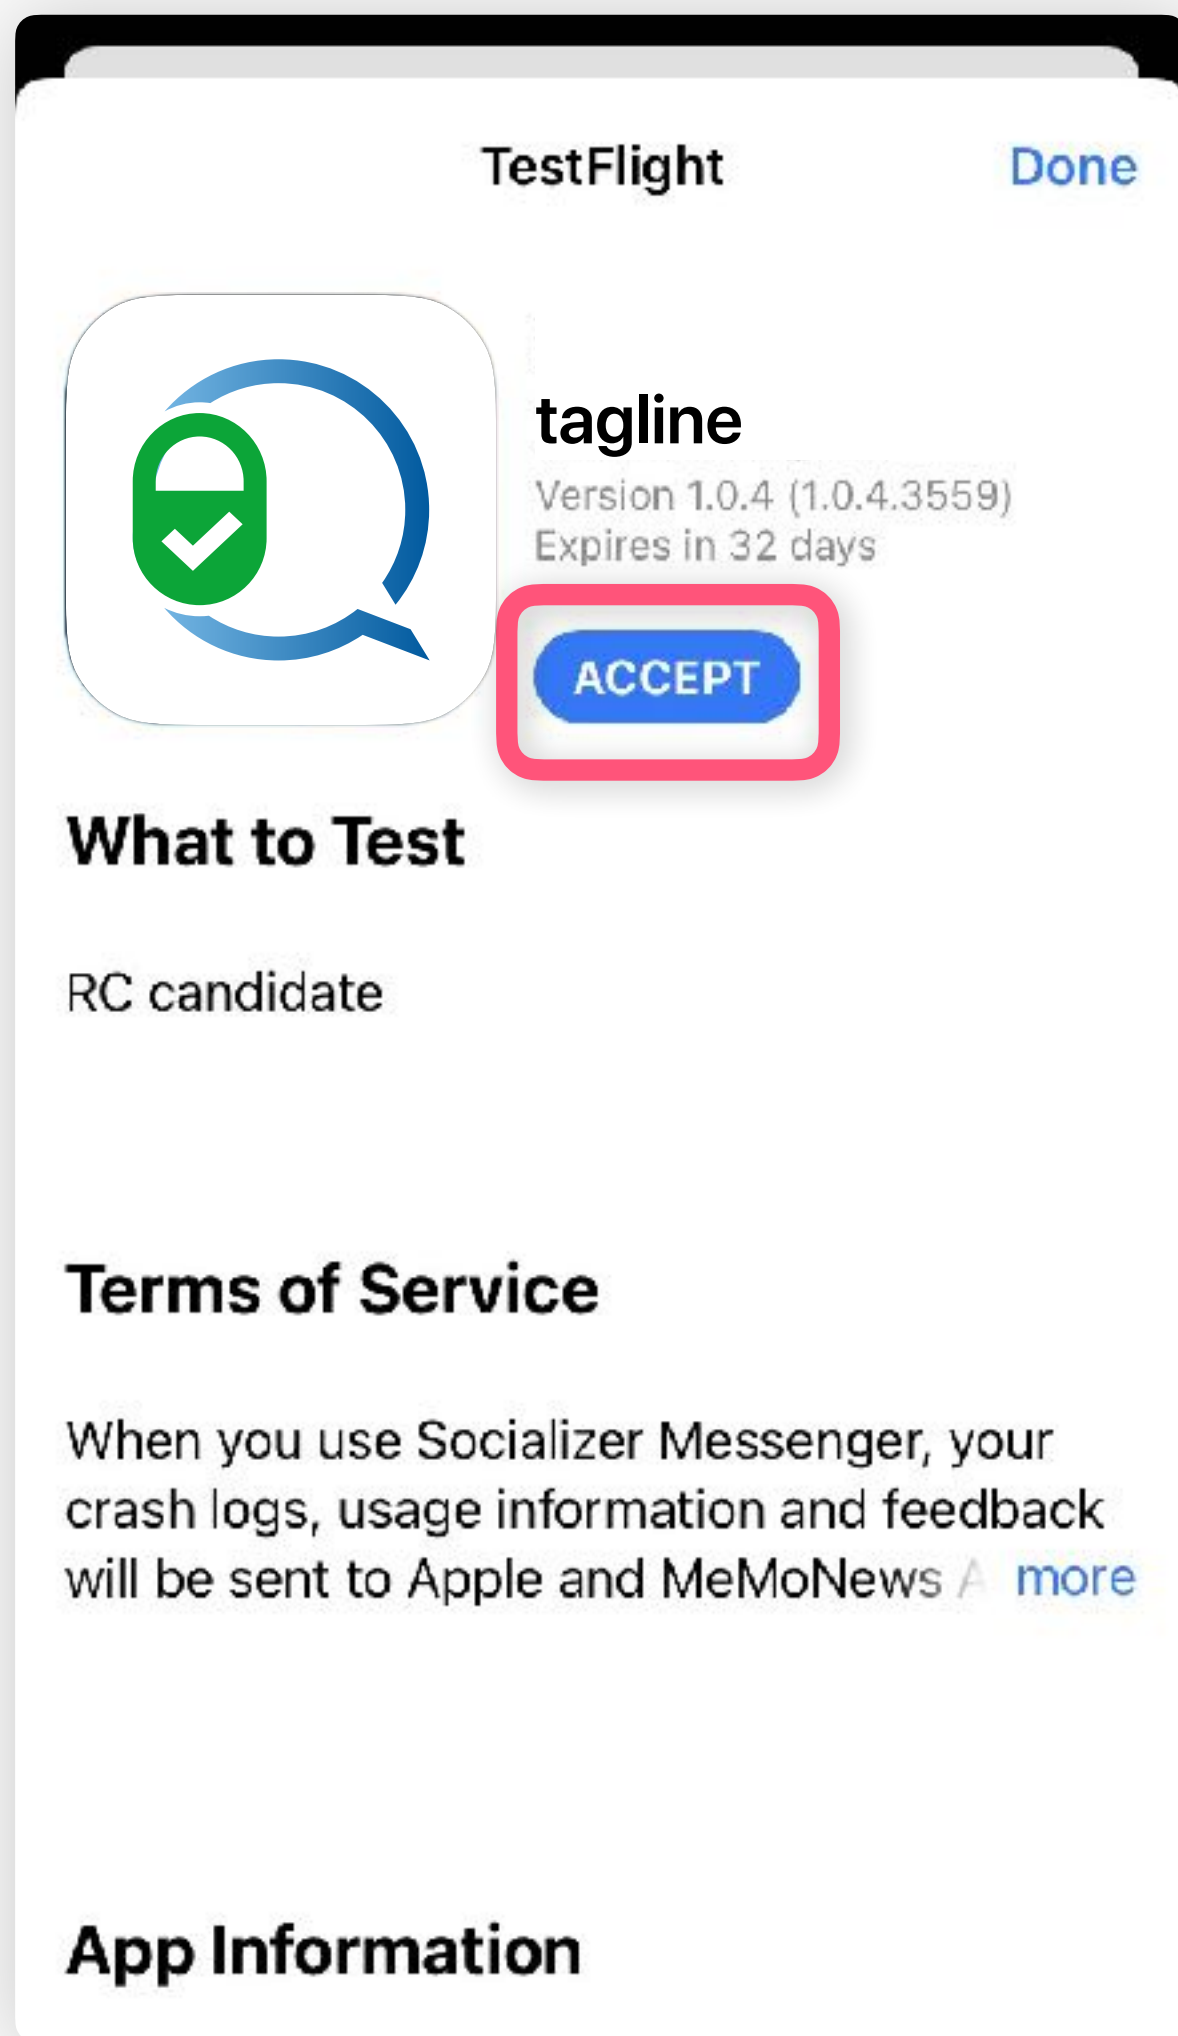 TestFlight
Done
tagline
Version 1.0.4 (1.0.4.3559)
Expires in 32 days
ACCEPT
What to Test
RC candidate
Terms of Service
When you use Socializer Messenger, your
crash logs, usage information and feedback
will be sent to Apple and MeMoNews A more
App Information